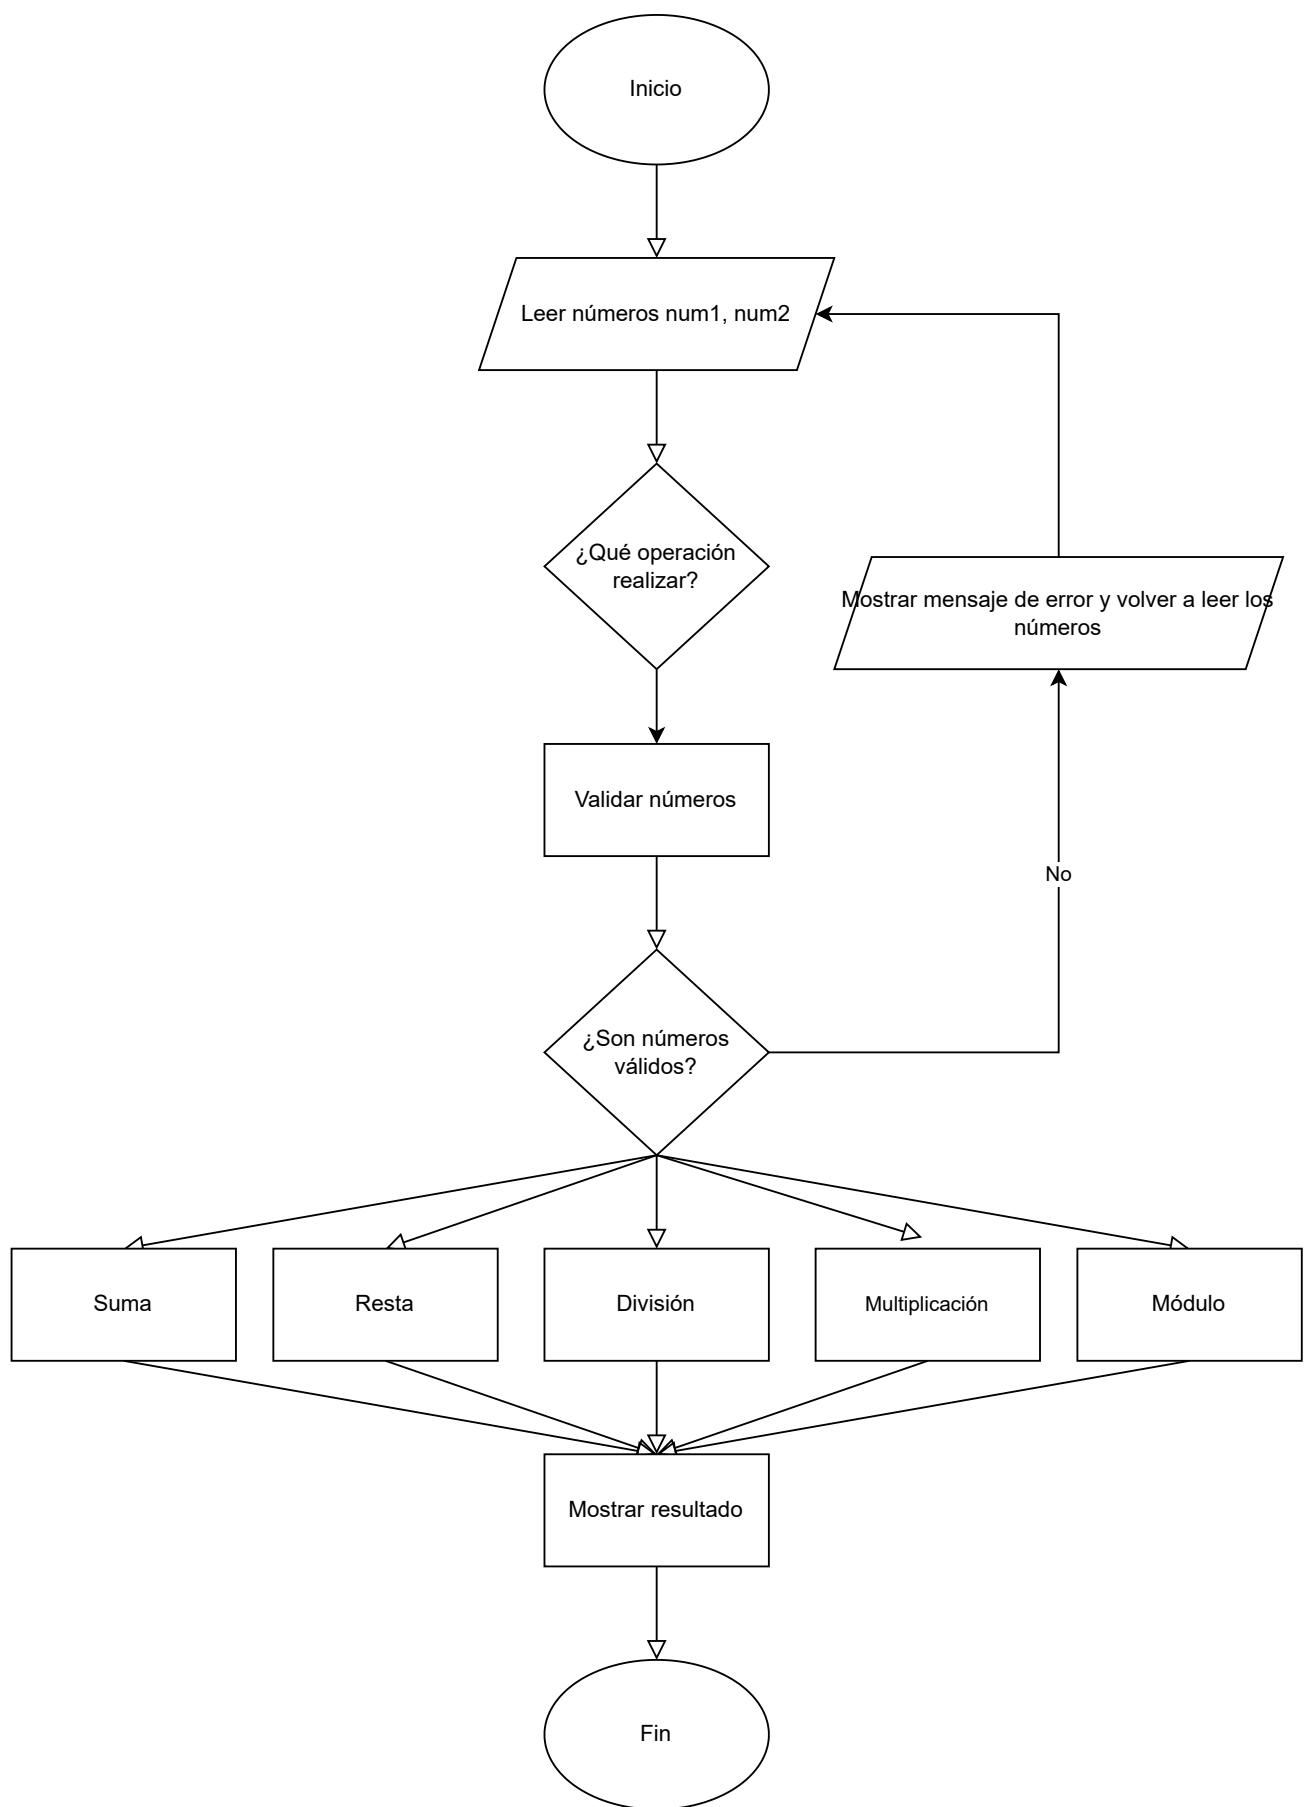 Inicio
Leer números num1, num2
¿Qué operación
realizar?
Mostrar mensaje de error y volver a leer los
números
Validar números
No
¿Son números
válidos?
Suma
Resta
División
Multiplicación
Módulo
Mostrar resultado
Fin